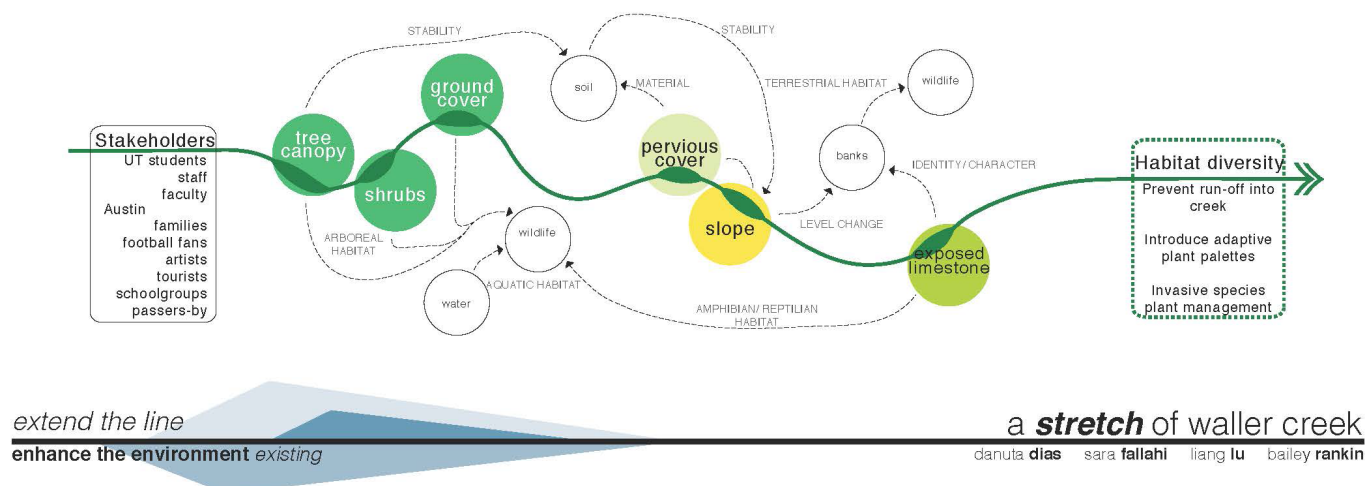 Stakeholders
UT students
staff
faculty
Austin
families
football fans
artists
tourists
schoolgroups
passers-by
tree
canopy
shrubs
ground
cover
STABILITY
soil
STABILITY
MATERIAL
TERRESTRIAL HABITAT
wildlife
pervious
cover
slope
banks
IDENTITY/ CHARACTER
LEVEL CHANGE
ARBOREAL
HABITAT
wildlife
AQUATIC HABITAT
water
AMPHIBIAN/ REPTILIAN
HABITAT
exposed
limestone
Habitat diversity
Prevent run-off into
creek
Introduce adaptive
plant palettes
Invasive species
plant management
extend the line
enhance the environment existing
a stretch of waller creek
danuta dias sara fallahi liang lu bailey rankin